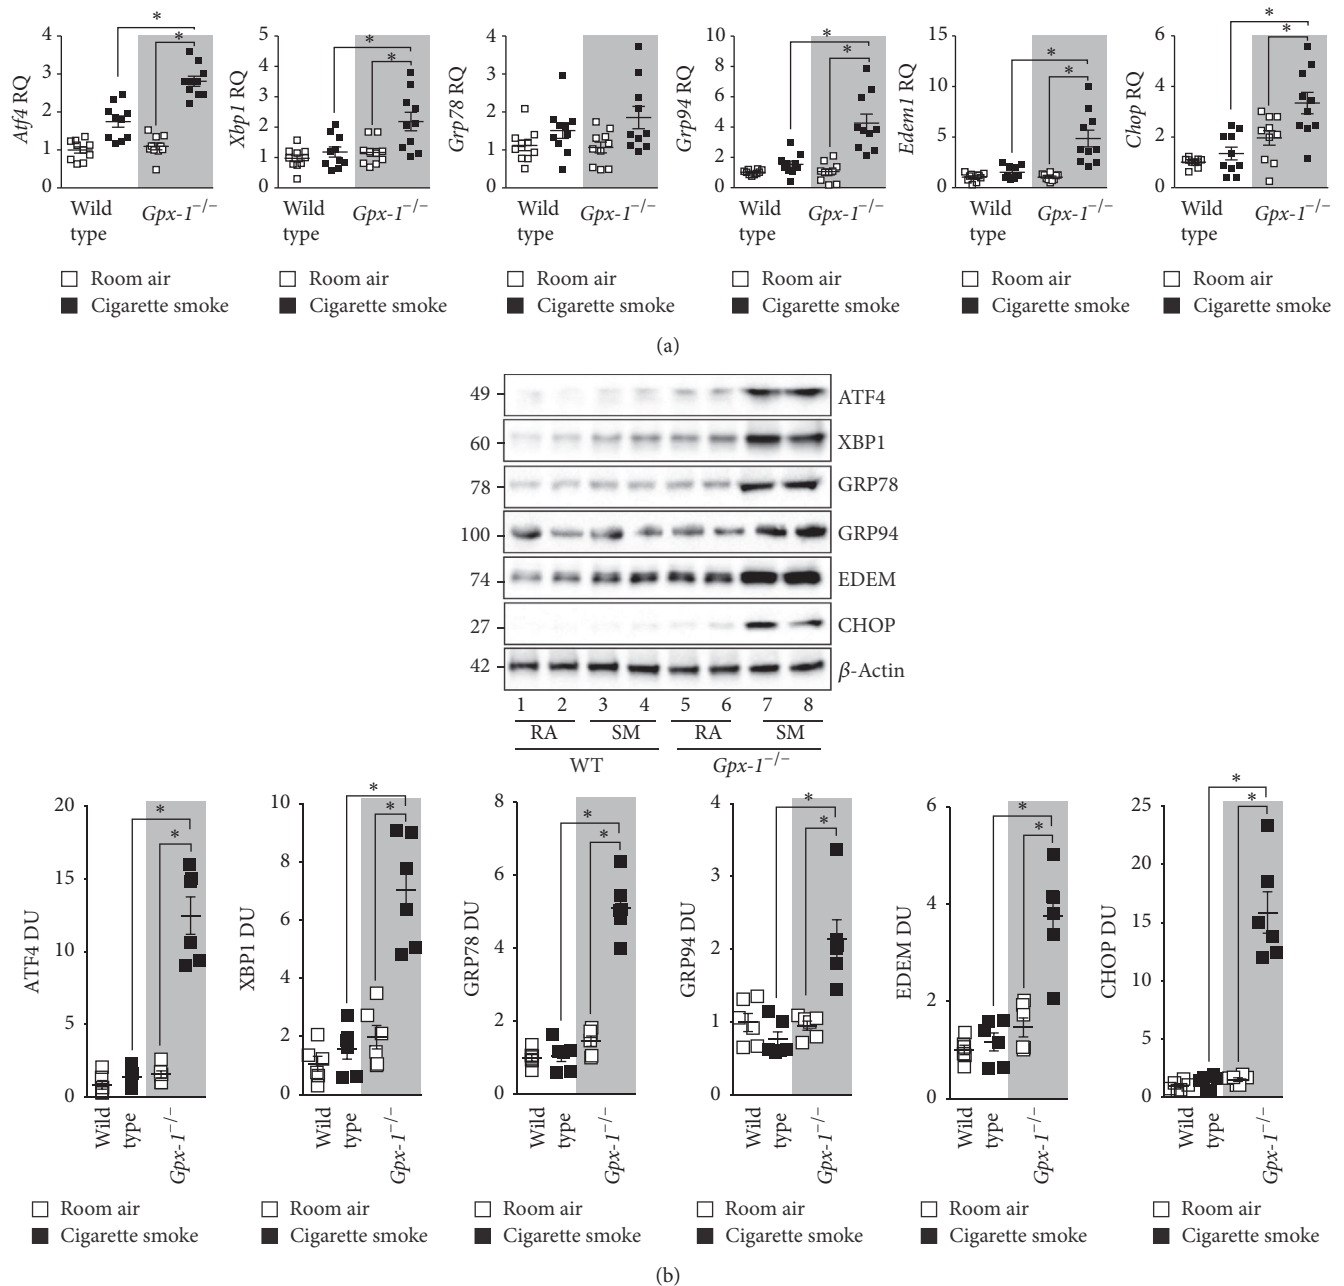 * * * * * * * * * *
4 3 2 1 0 Atf4 RQ
5 4 3 2 1 0 Xbp1 RQ
4 3 2 1 0 Grp78 RQ
10 8 6 4 2 0 Grp94 RQ
15 10 5 0 Edem1 RQ
6 4 2 0 Chop RQ
Wild type Gpx-1−/− Wild type Gpx-1−/− Wild type Gpx-1−/− Wild type Gpx-1−/− Wild type Gpx-1−/− Wild type Gpx-1−/−
Room air Room air Room air Room air Room air Room air
Cigarette smoke Cigarette smoke Cigarette smoke Cigarette smoke Cigarette smoke Cigarette smoke
(a)
49 ATF4
60 XBP1
78 GRP78
100 GRP94
74 EDEM
27 CHOP
42 β-Actin
1 2 3 4 5 6 7 8
RA SM RA SM
WT Gpx-1−/−
* * * * * * * * * * * *
20 15 10 5 0 ATF4 DU
10 8 6 4 2 0 XBP1 DU
8 6 4 2 0 GRP78 DU
4 3 2 1 0 GRP94 DU
6 4 2 0 EDEM DU
25 20 15 10 5 2 0 CHOP DU
Wild type Gpx-1−/− Wild type Gpx-1−/− Wild type Gpx-1−/− Wild type Gpx-1−/− Wild type Gpx-1−/− Wild type Gpx-1−/−
Room air Room air Room air Room air Room air Room air
Cigarette smoke Cigarette smoke Cigarette smoke Cigarette smoke Cigarette smoke Cigarette smoke
(b)